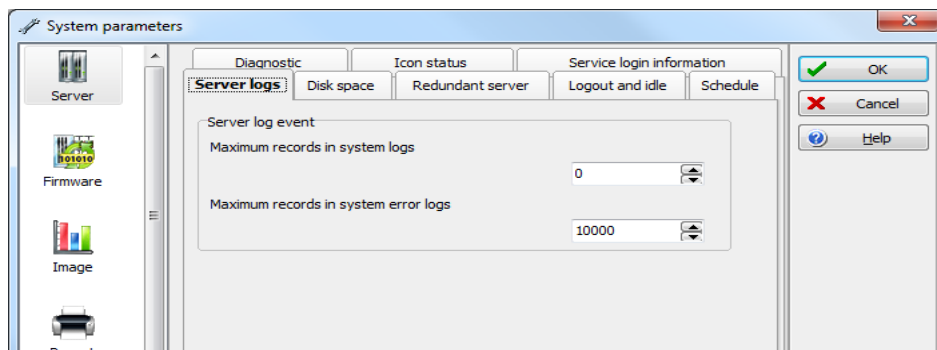 System parameters
Server
Firmware
Image
Diagnostic
Icon status
Service login information
Server logs
Disk space
Redundant server
Logout and idle
Schedule
Server log event
Maximum records in system logs
0
Maximum records in system error logs
10000
OK
Cancel
Help